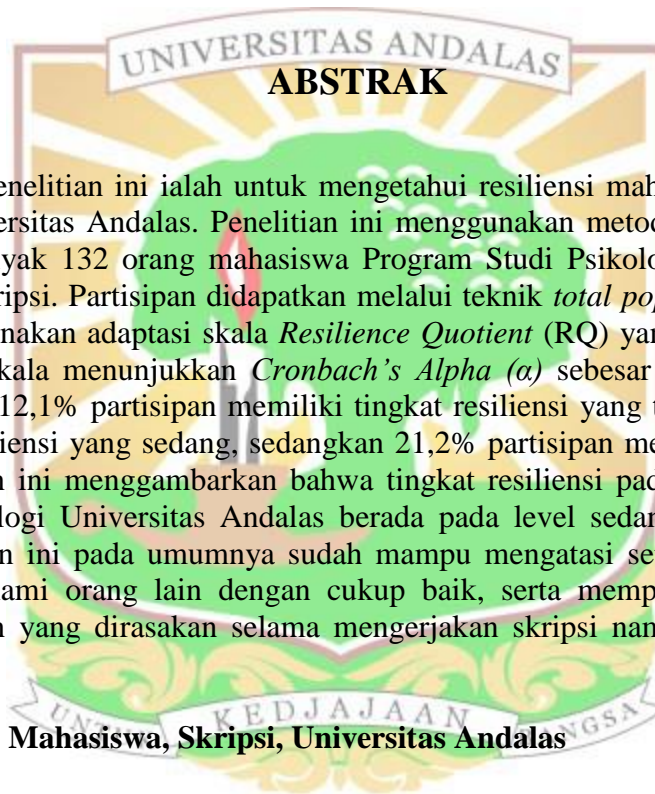 UNIVERSITAS ANDALAS
ABSTRAK
enelitian ini ialah untuk mengetahui resiliensi mah
ersitas Andalas. Penelitian ini menggunakan metod
yak 132 orang mahasiswa Program Studi Psikolo
ripsi. Partisipan didapatkan melalui teknik total pop
nakan adaptasi skala Resilience Quotient (RQ) yan
kala menunjukkan Cronbach's Alpha (α) sebesar
12,1% partisipan memiliki tingkat resiliensi yang t
iensi yang sedang, sedangkan 21,2% partisipan me
n ini menggambarkan bahwa tingkat resiliensi pad
logi Universitas Andalas berada pada level sedan
n ini pada umumnya sudah mampu mengatasi se
ami orang lain dengan cukup baik, serta memp
n yang dirasakan selama mengerjakan skripsi nam
UNTUK KEDJAJAAN BANGSA
Mahasiswa, Skripsi, Universitas Andalas